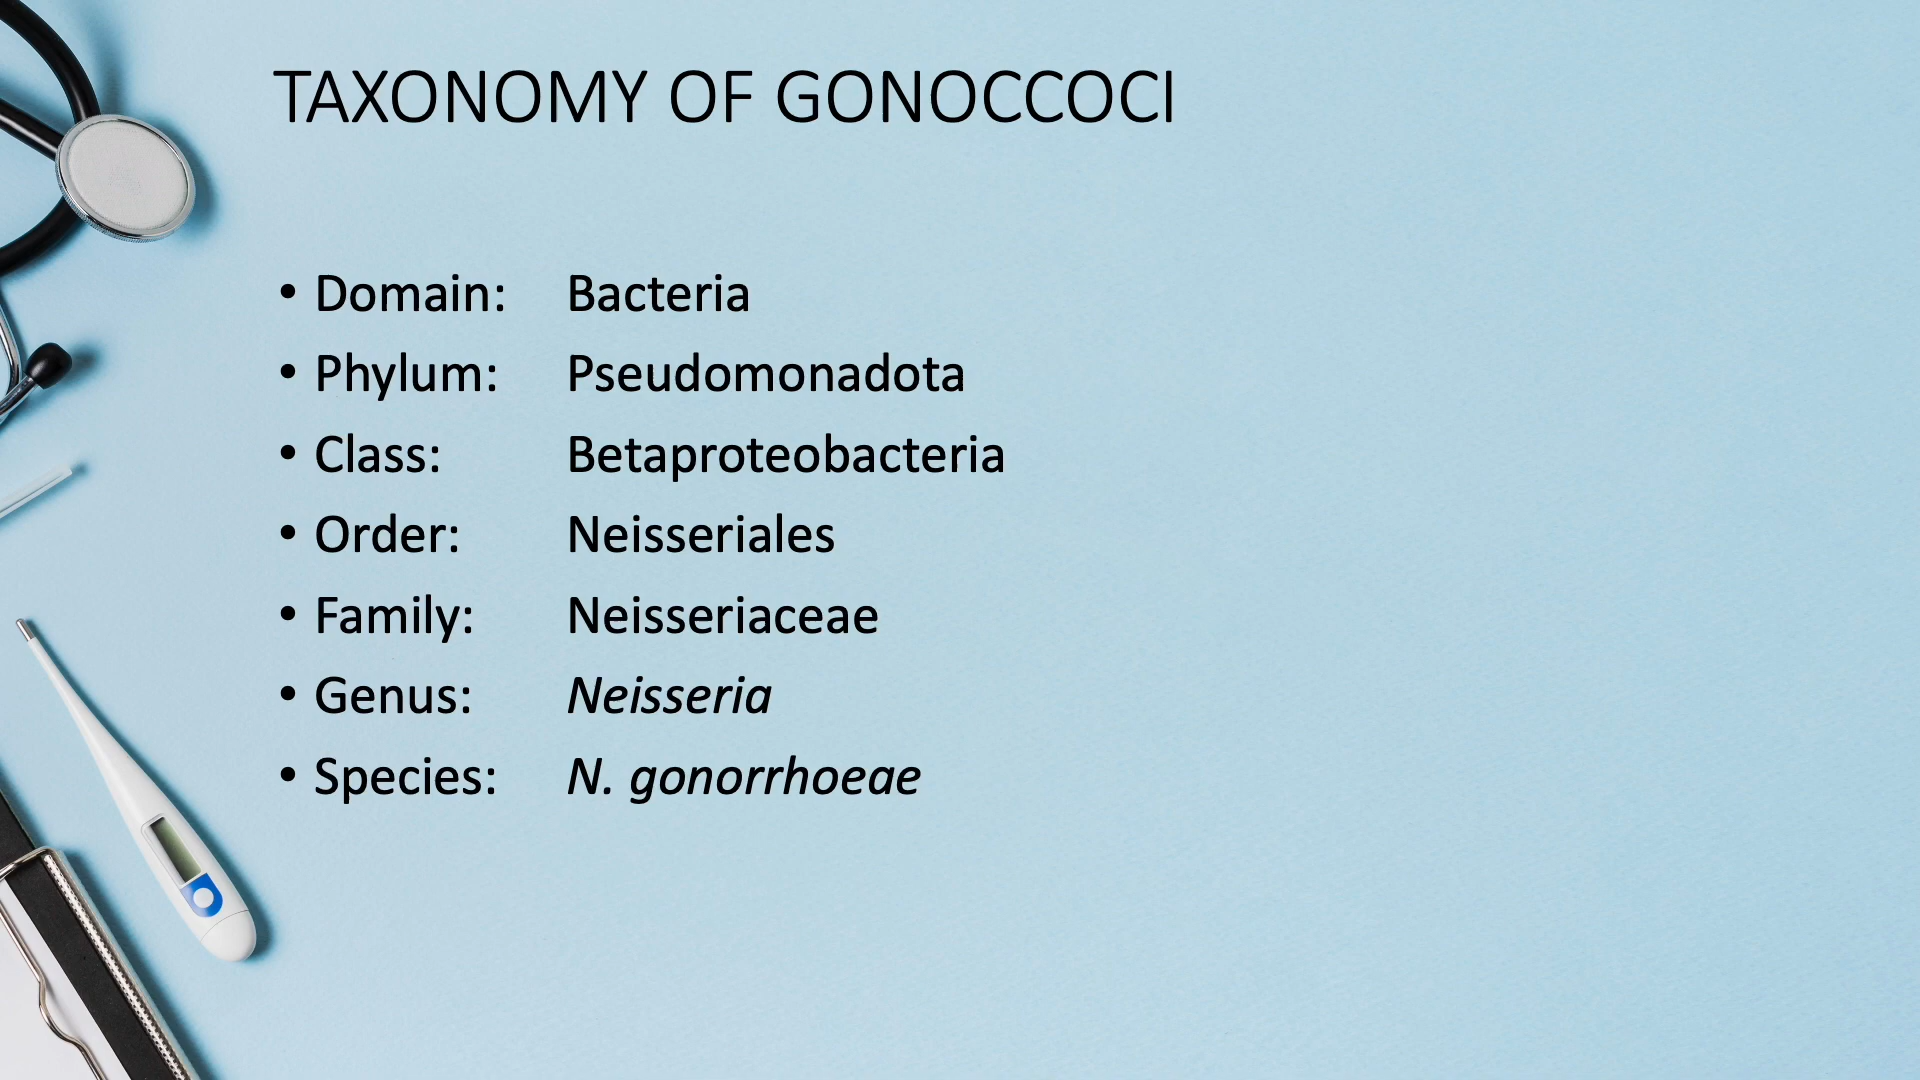 TAXONOMY OF GONOCCOCI
• Domain: Bacteria
• Phylum: Pseudomonadota
• Class: Betaproteobacteria
• Order: Neisseriales
• Family: Neisseriaceae
• Genus: Neisseria
• Species: N. gonorrhoeae